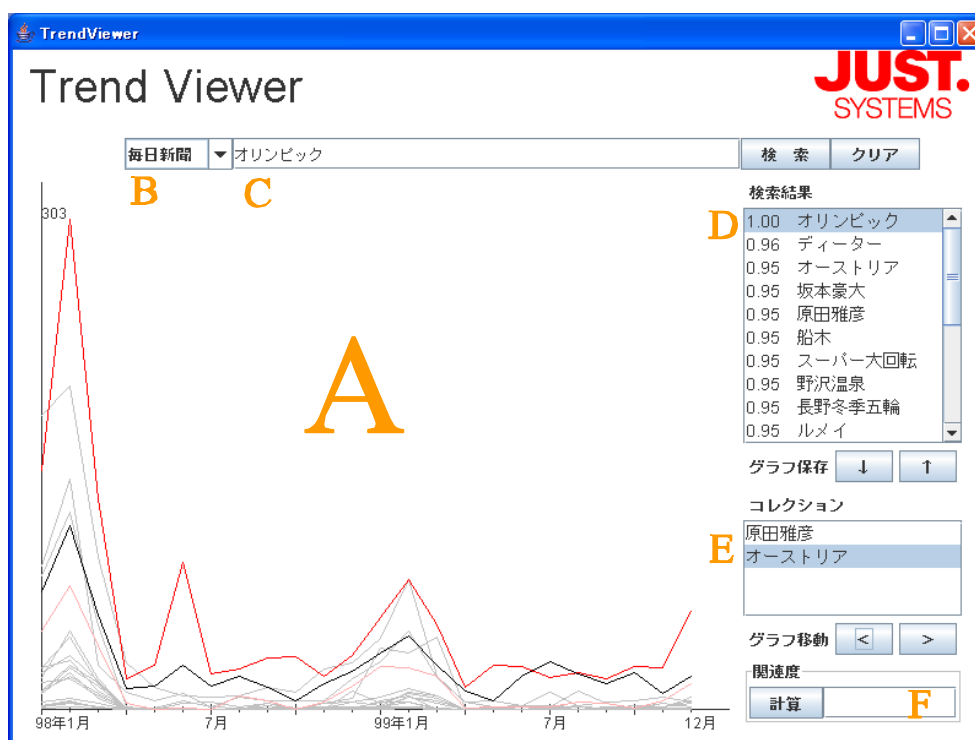 TrendViewer
Trend Viewer
JUST.
SYSTEMS
毎日新聞 オリンピック 検 索 クリア
B C
検索結果
303
D
1.00 オリンピック
0.96 ディーター
0.95 オーストリア
0.95 坂本豪大
0.95 原田雅彦
0.95 船木
0.95 スーパー大回転
0.95 野沢温泉
0.95 長野冬季五輪
0.95 ルメイ
A
グラフ保存 ↓ ↑
コレクション
E
原田雅彦
オーストリア
グラフ移動 < >
関連度
計算 F
98年1月 7月 99年1月 7月 12月